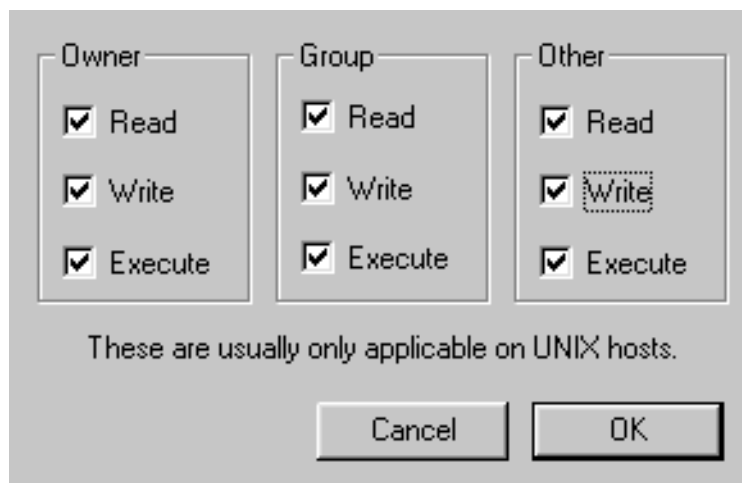 Owner Group Other
Read Read Read
Write Write Write
Execute Execute Execute
These are usually only applicable on UNIX hosts.
Cancel OK